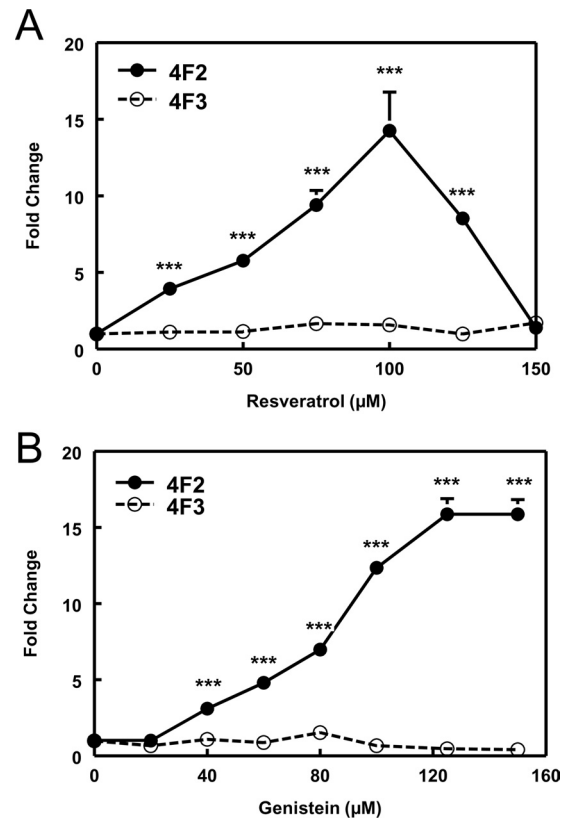 A
20
15
10
5
0
Fold Change
4F2
4F3
***
***
***
***
***
0 50 100 150
Resveratrol (µM)
B
20
15
10
5
0
Fold Change
4F2
4F3
***
***
***
***
***
***
0 40 80 120 160
Genistein (µM)